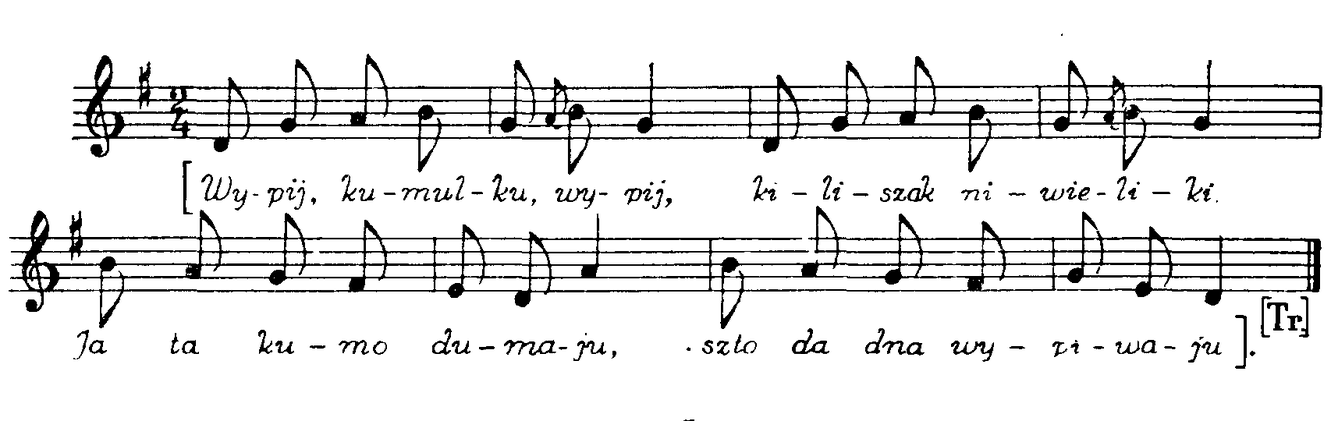 [Wy-pij, ku-mul-ku, wy-pij, ki-li-szak ni-wie-li-ki.
Ja ta ku-mo du-ma-ju, szto da dna wy-pi-wa-ju]. [Tr.]